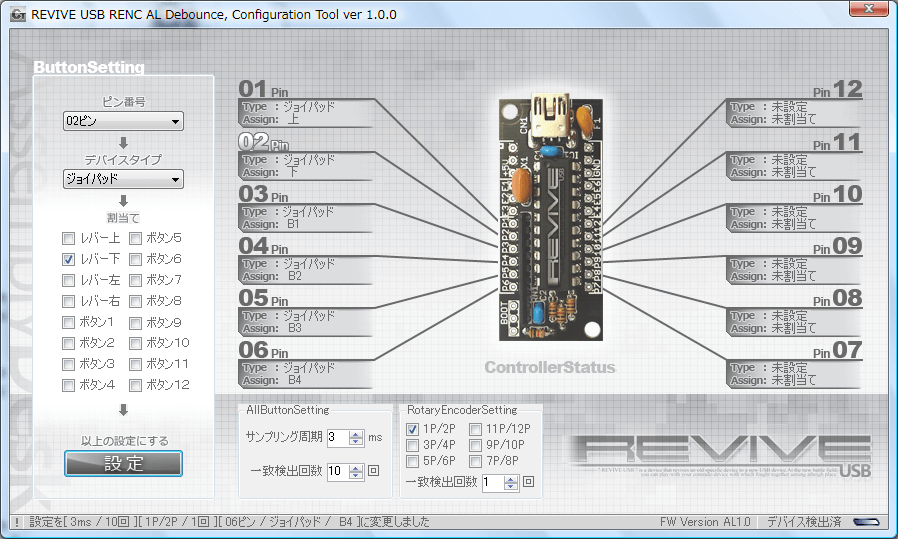 REVIVE USB RENC AL Debounce, Configuration Tool ver 1.0.0
ButtonSetting
ピン番号
02ピン
デバイスタイプ
ジョイパッド
割当て
レバー上 ボタン5
レバー下 ボタン6
レバー左 ボタン7
レバー右 ボタン8
ボタン1 ボタン9
ボタン2 ボタン10
ボタン3 ボタン11
ボタン4 ボタン12
以上の設定にする
設定
01 Pin
Type : ジョイパッド
Assign: 上
02 Pin
Type : ジョイパッド
Assign: 下
03 Pin
Type : ジョイパッド
Assign: B1
04 Pin
Type : ジョイパッド
Assign: B2
05 Pin
Type : ジョイパッド
Assign: B3
06 Pin
Type : ジョイパッド
Assign: B4
CN1
F1
REVIVE USB
BOOT
ControllerStatus
Pin 12
Type : 未設定
Assign: 未割当て
Pin 11
Type : 未設定
Assign: 未割当て
Pin 10
Type : 未設定
Assign: 未割当て
Pin 09
Type : 未設定
Assign: 未割当て
Pin 08
Type : 未設定
Assign: 未割当て
Pin 07
Type : 未設定
Assign: 未割当て
AllButtonSetting
サンプリング周期 3 ms
一致検出回数 10 回
RotaryEncoderSetting
1P/2P 11P/12P
3P/4P 9P/10P
5P/6P 7P/8P
一致検出回数 1 回
REVIVE
USB
! 設定を[ 3ms / 10回 ][ 1P/2P / 1回 ][ 06ピン / ジョイパッド / B4 ]に変更しました
FW Version AL1.0 デバイス検出済